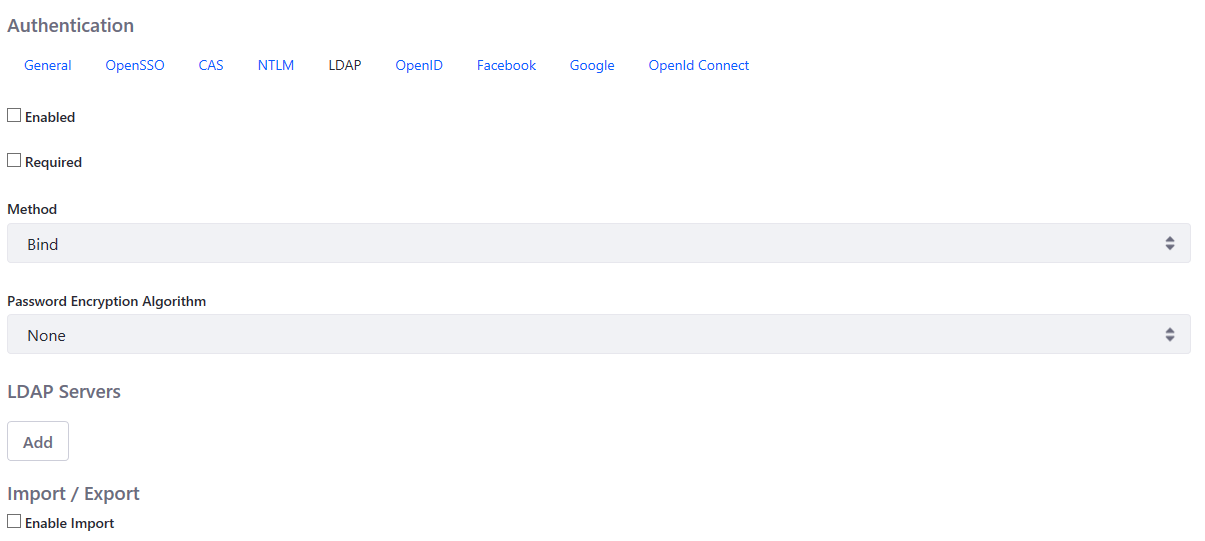 Authentication
General OpenSSO CAS NTLM LDAP OpenID Facebook Google OpenId Connect
Enabled
Required
Method
Bind
Password Encryption Algorithm
None
LDAP Servers
Add
Import / Export
Enable Import